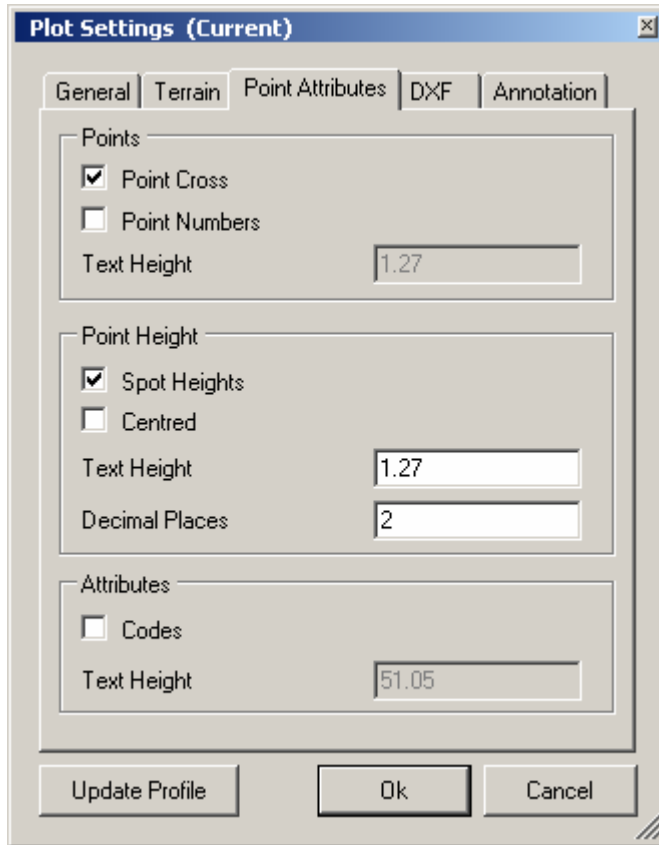 Plot Settings (Current)
General Terrain Point Attributes DXF Annotation
Points
Point Cross
Point Numbers
Text Height 1.27
Point Height
Spot Heights
Centred
Text Height 1.27
Decimal Places 2
Attributes
Codes
Text Height 51.05
Update Profile Ok Cancel